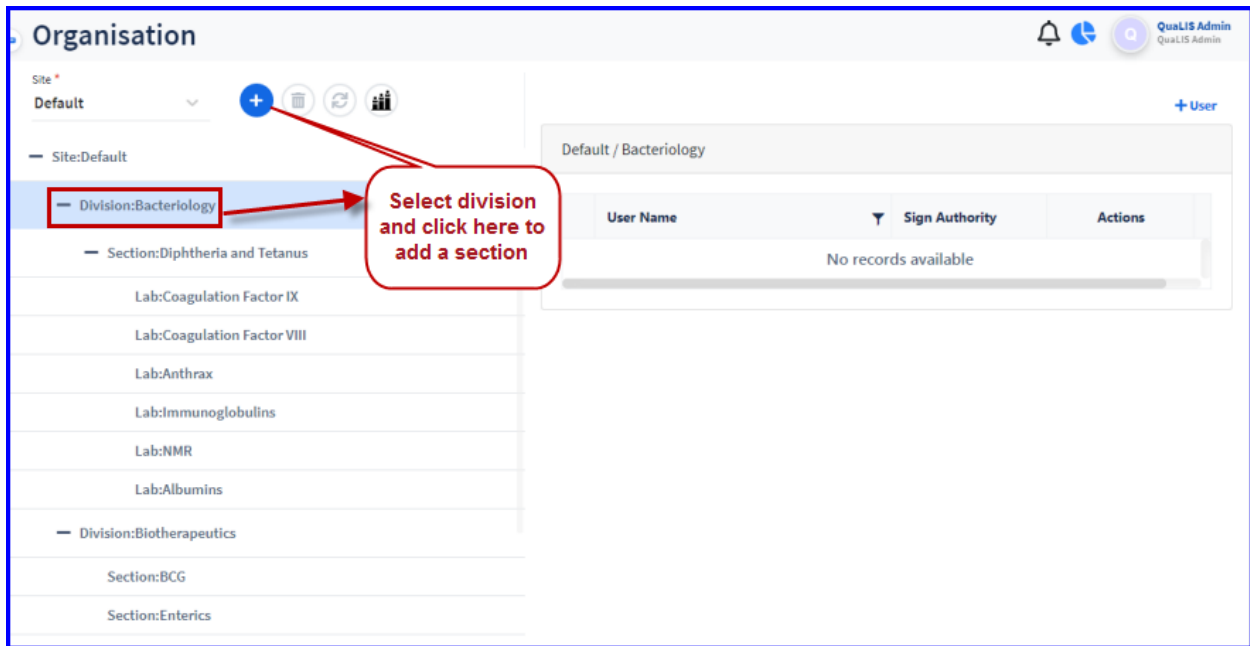 Organisation
Q
QuaLIS Admin
QuaLIS Admin
Site *
Default
+ User
Site:Default
Default / Bacteriology
Division:Bacteriology
Select division
and click here to
add a section
User Name
Sign Authority
Actions
Section:Diphtheria and Tetanus
No records available
Lab:Coagulation Factor IX
Lab:Coagulation Factor VIII
Lab:Anthrax
Lab:Immunoglobulins
Lab:NMR
Lab:Albumins
Division:Biotherapeutics
Section:BCG
Section:Enterics